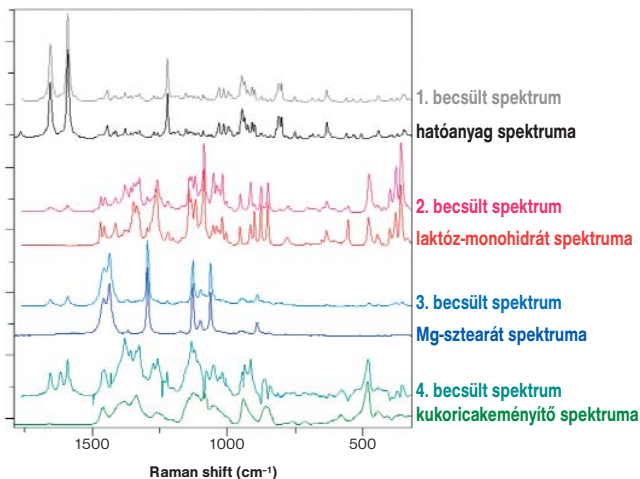 1. becsült spektrum
hatóanyag spektruma
2. becsült spektrum
laktóz-monohidrát spektruma
3. becsült spektrum
Mg-sztearát spektruma
4. becsült spektrum
kukoricakeményítő spektruma
1500 1000 500
Raman shift (cm⁻¹)